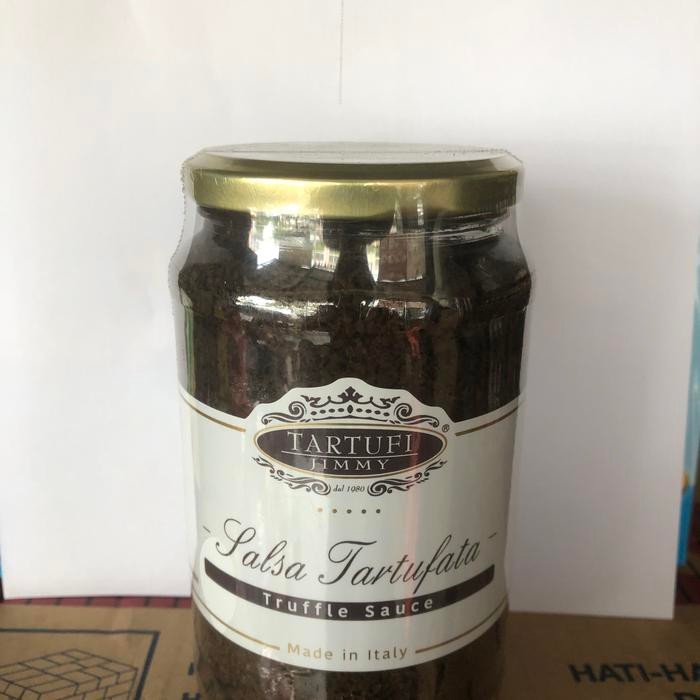 TARTUFI
JIMMY
®
dal 1980
Salsa Tartufata
Truffle Sauce
Made in Italy
HATI-HA